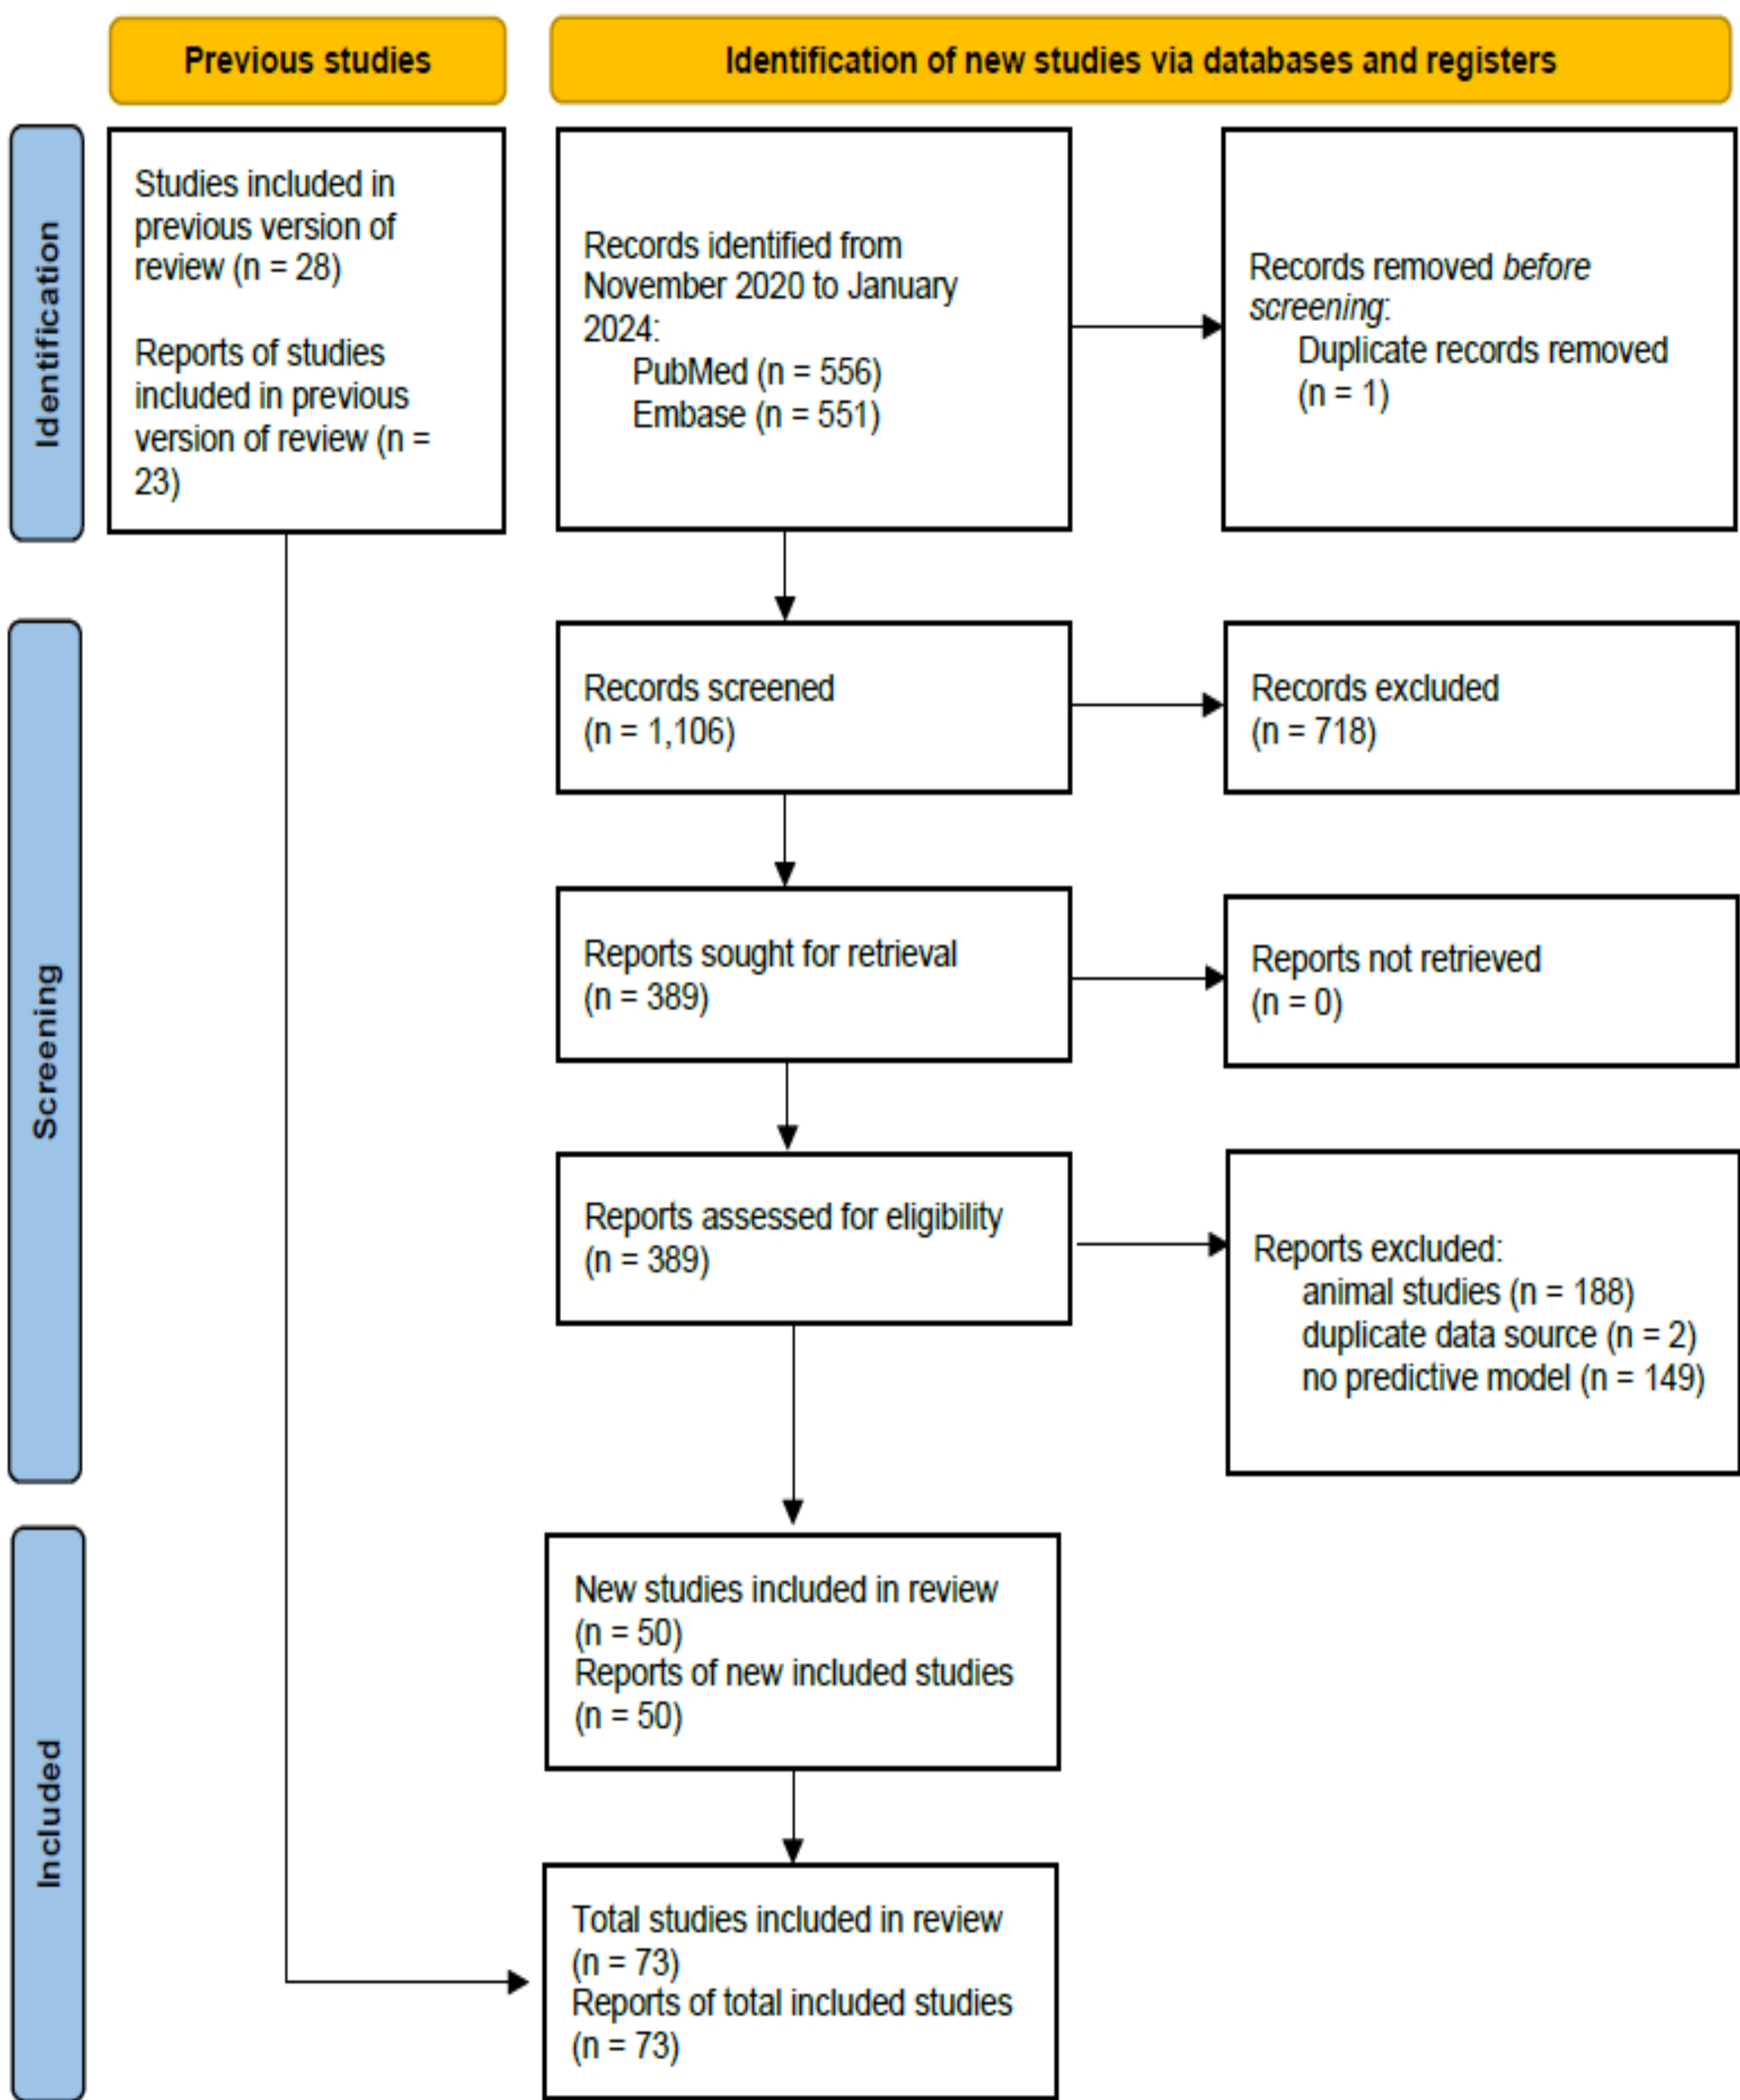 Previous studies
Identification of new studies via databases and registers
Identification
Studies included in
previous version of
review (n = 28)
Reports of studies
included in previous
version of review (n =
23)
Records identified from
November 2020 to January
2024:
PubMed (n = 556)
Embase (n = 551)
Records removed before
screening:
Duplicate records removed
(n = 1)
Screening
Records screened
(n = 1,106)
Records excluded
(n = 718)
Reports sought for retrieval
(n = 389)
Reports not retrieved
(n = 0)
Reports assessed for eligibility
(n = 389)
Reports excluded:
animal studies (n = 188)
duplicate data source (n = 2)
no predictive model (n = 149)
Included
New studies included in review
(n = 50)
Reports of new included studies
(n = 50)
Total studies included in review
(n = 73)
Reports of total included studies
(n = 73)